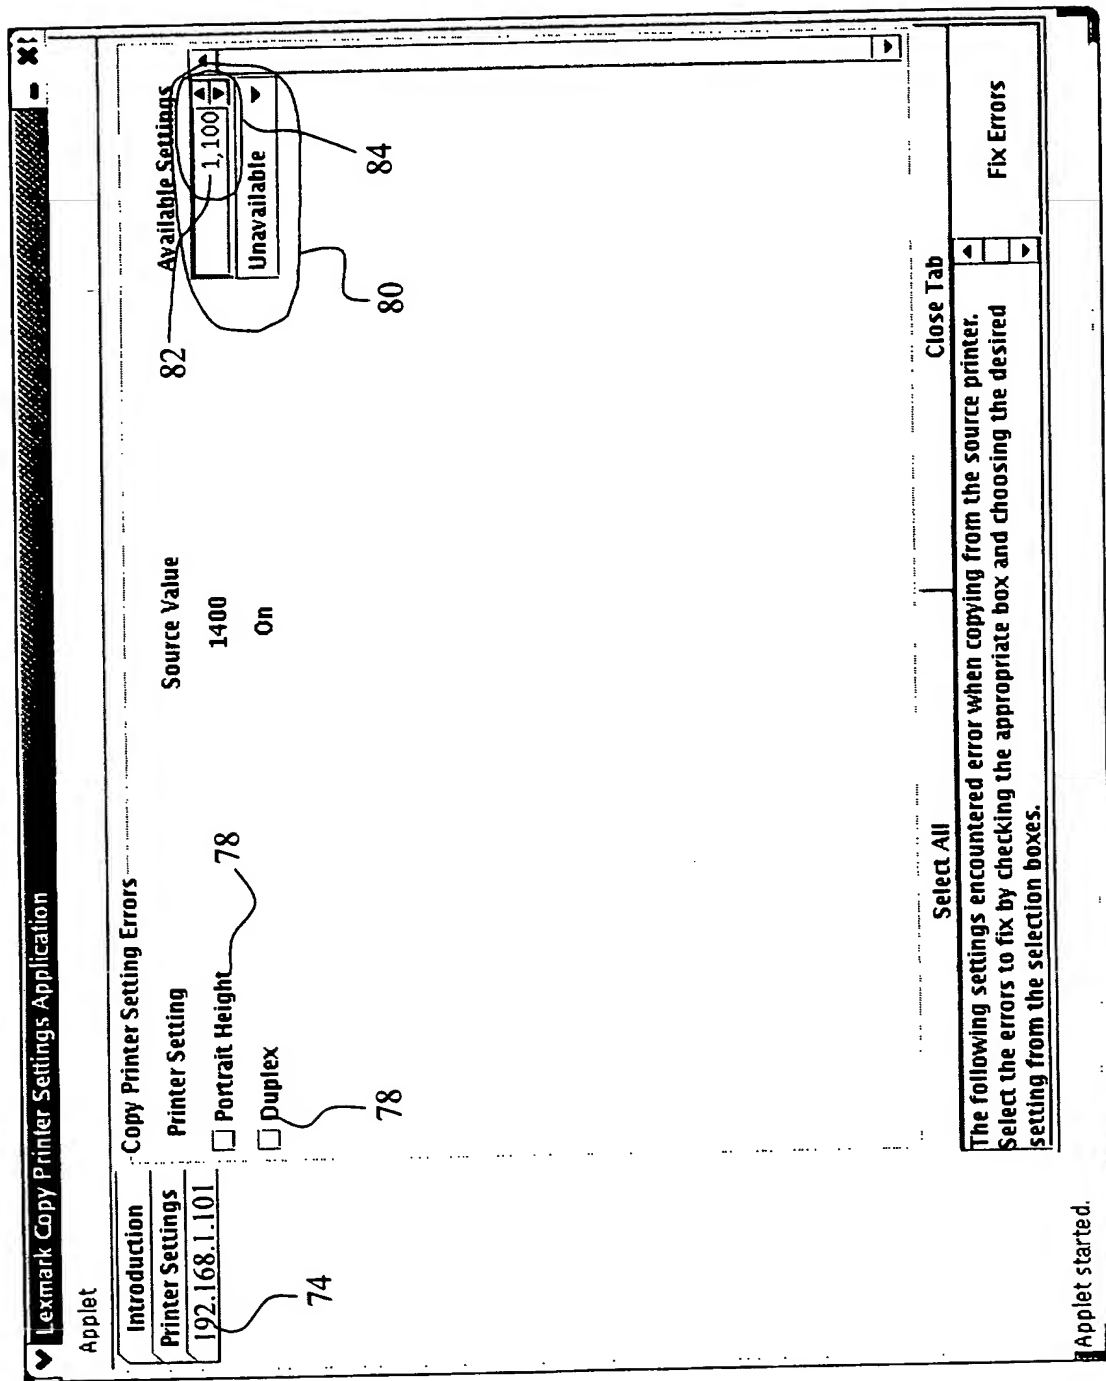 Lexmark Copy Printer Settings Application
Applet
Introduction
Printer Settings
192.168.1.101
74
Copy Printer Setting Errors
Printer Setting
Source Value
Available Settings
Portrait Height
1400
1,100
Duplex
On
Unavailable
78
78
82
84
80
Select All
Close Tab
The following settings encountered error when copying from the source printer.
Select the errors to fix by checking the appropriate box and choosing the desired
setting from the selection boxes.
Fix Errors
Applet started.